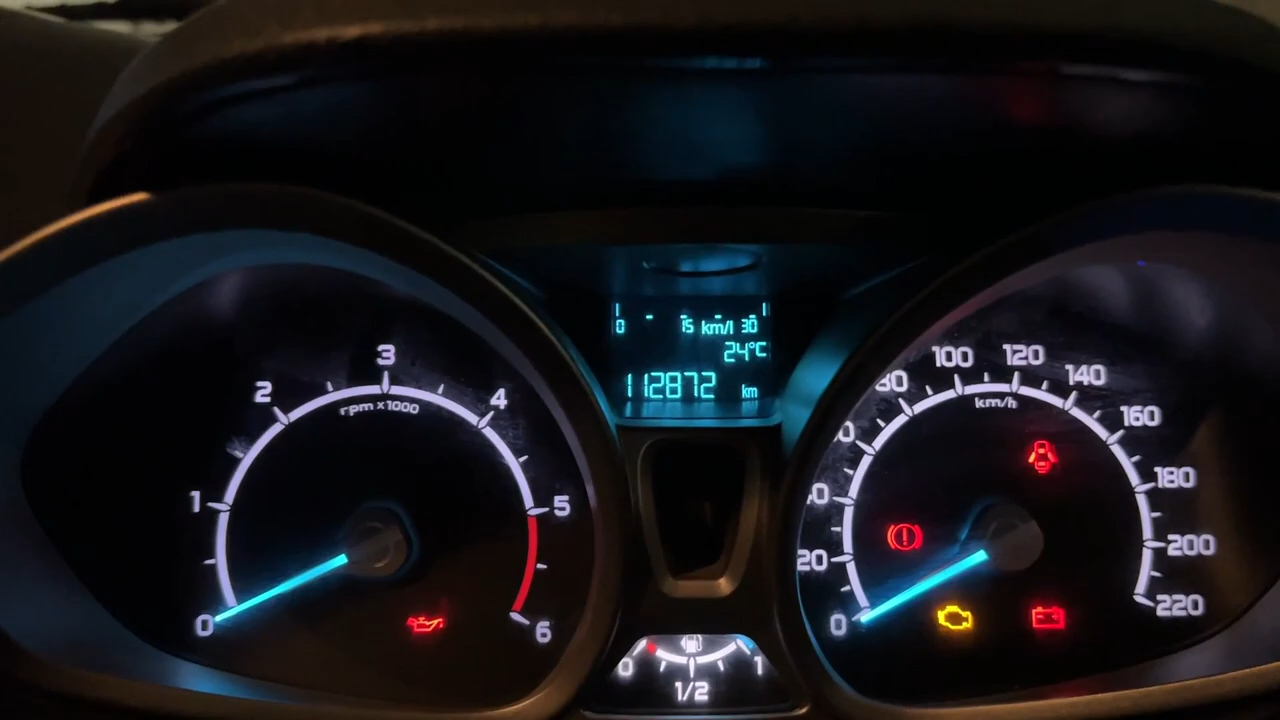 0 15 km/l 30
24°C
112872 km
0 1 2 3 4 5 6
rpm x1000
0 20 80 100 120 140 160 180 200 220
km/h
0 1/2 1